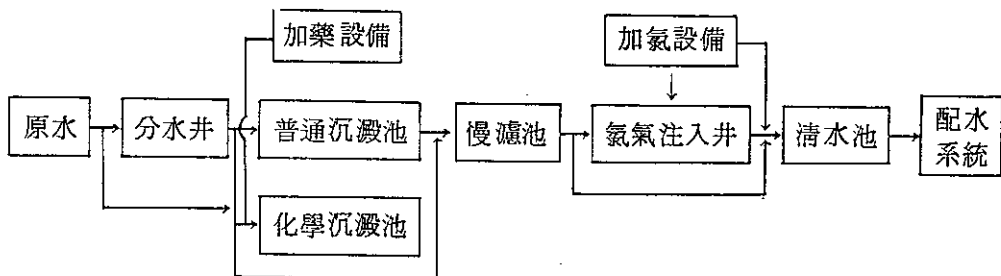 加藥設備
加氯設備
原水
分水井
普通沉澱池
慢濾池
氯氣注入井
清水池
配水
系統
化學沉澱池